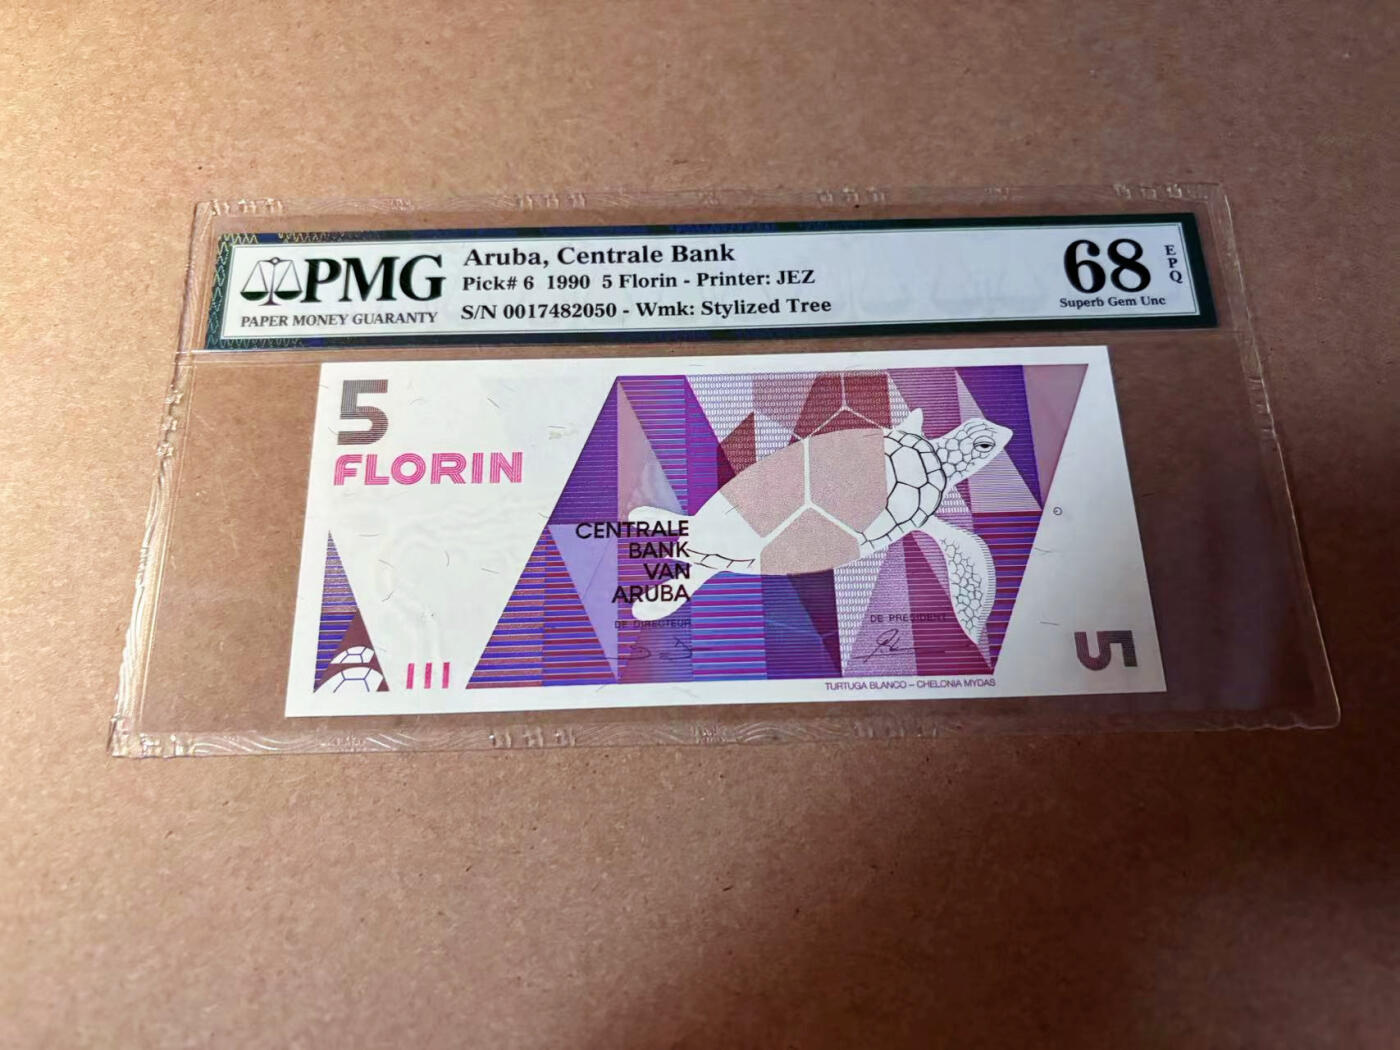 PMG
PAPER MONEY GUARANTY
Aruba, Centrale Bank
Pick# 6 1990 5 Florin - Printer: JEZ
S/N 0017482050 - Wmk: Stylized Tree
68
EPQ
Superb Gem Unc
5
FLORIN
CENTRALE
BANK
VAN
ARUBA
DE DIRECTEUR
DE PRESIDENT
TURTUGA BLANCO – CHELONIA MYDAS
5